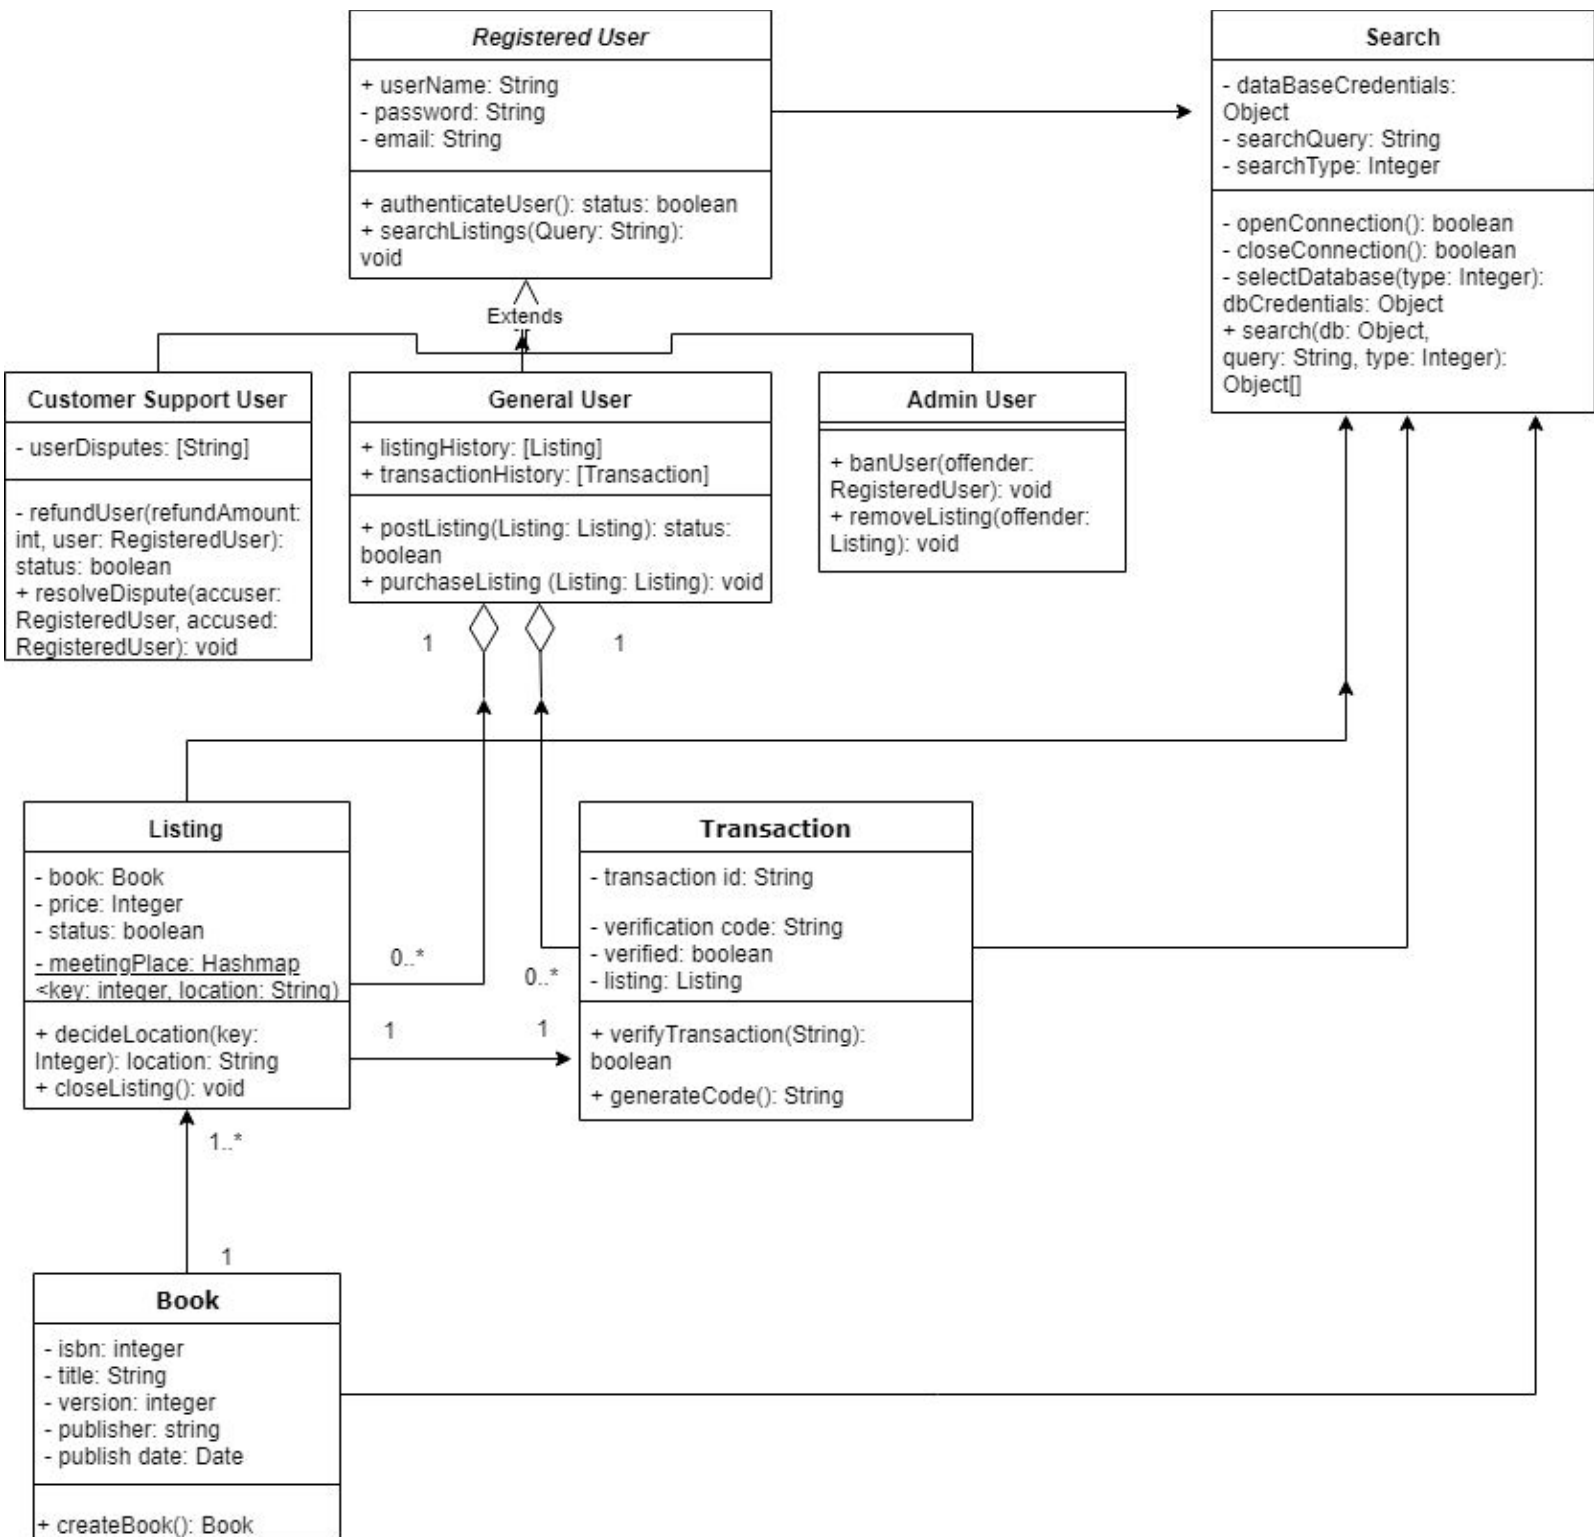 Registered User
+ userName: String
- password: String
- email: String
+ authenticateUser(): status: boolean
+ searchListings(Query: String):
void
Search
- dataBaseCredentials:
Object
- searchQuery: String
- searchType: Integer
- openConnection(): boolean
- closeConnection(): boolean
- selectDatabase(type: Integer):
dbCredentials: Object
+ search(db: Object,
query: String, type: Integer):
Object[]
Extends
Customer Support User
- userDisputes: [String]
- refundUser(refundAmount:
int, user: RegisteredUser):
status: boolean
+ resolveDispute(accuser:
RegisteredUser, accused:
RegisteredUser): void
General User
+ listingHistory: [Listing]
+ transactionHistory: [Transaction]
+ postListing(Listing: Listing): status:
boolean
+ purchaseListing (Listing: Listing): void
Admin User
+ banUser(offender:
RegisteredUser): void
+ removeListing(offender:
Listing): void
1
1
Listing
- book: Book
- price: Integer
- status: boolean
- meetingPlace: Hashmap
<key: integer, location: String)
+ decideLocation(key:
Integer): location: String
+ closeListing(): void
0..*
0..*
1
1
Transaction
- transaction id: String
- verification code: String
- verified: boolean
- listing: Listing
+ verifyTransaction(String):
boolean
+ generateCode(): String
1..*
1
Book
- isbn: integer
- title: String
- version: integer
- publisher: string
- publish date: Date
+ createBook(): Book